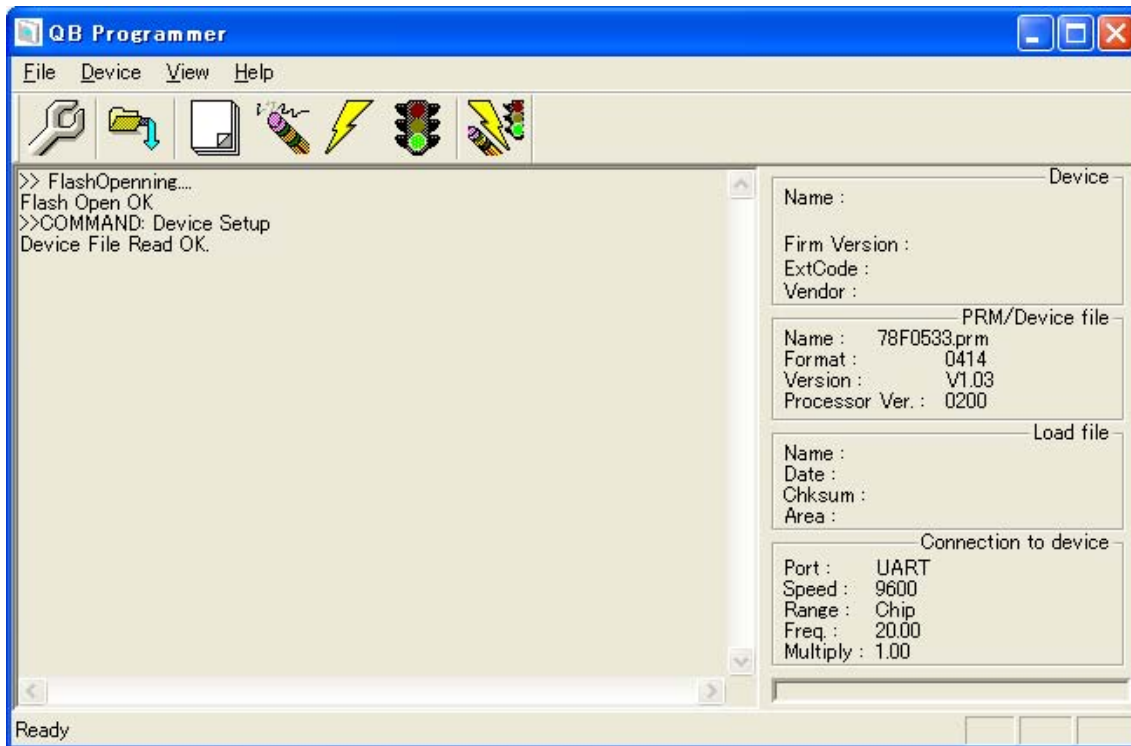 QB Programmer
File Device View Help
>> FlashOpenning....
Flash Open OK
>>COMMAND: Device Setup
Device File Read OK.
Device
Name :
Firm Version :
ExtCode :
Vendor :
PRM/Device file
Name : 78F0533.prm
Format : 0414
Version : V1.03
Processor Ver. : 0200
Load file
Name :
Date :
Chksum :
Area :
Connection to device
Port : UART
Speed : 9600
Range : Chip
Freq. : 20.00
Multiply : 1.00
Ready